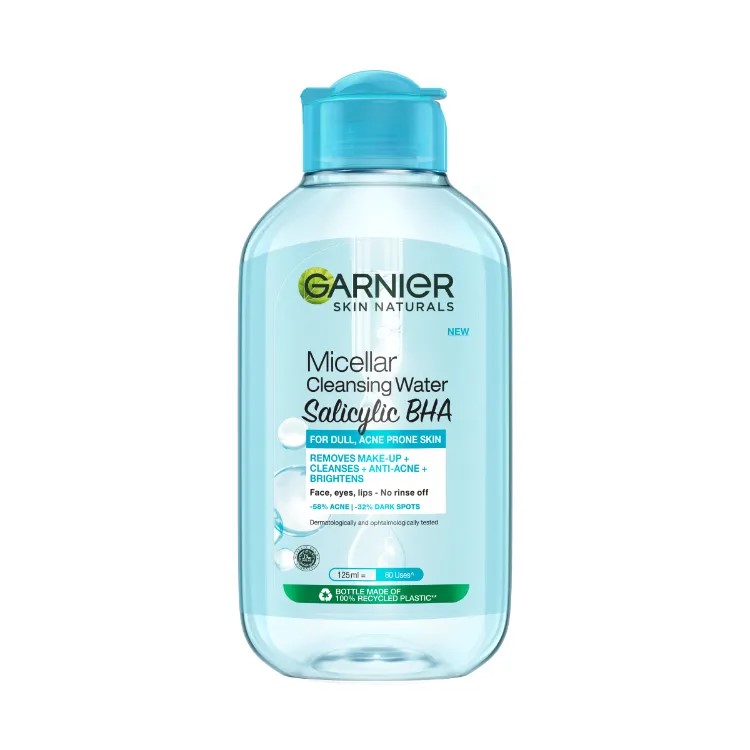 GARNIER
SKIN NATURALS
NEW
Micellar
Cleansing Water
Salicylic BHA
FOR DULL, ACNE PRONE SKIN
REMOVES MAKE-UP +
CLEANSES + ANTI-ACNE +
BRIGHTENS
Face, eyes, lips - No rinse off
-58% ACNE | -32% DARK SPOTS
Dermatologically and ophtalmologically tested
125ml = 60 Uses^
BOTTLE MADE OF
100% RECYCLED PLASTIC**